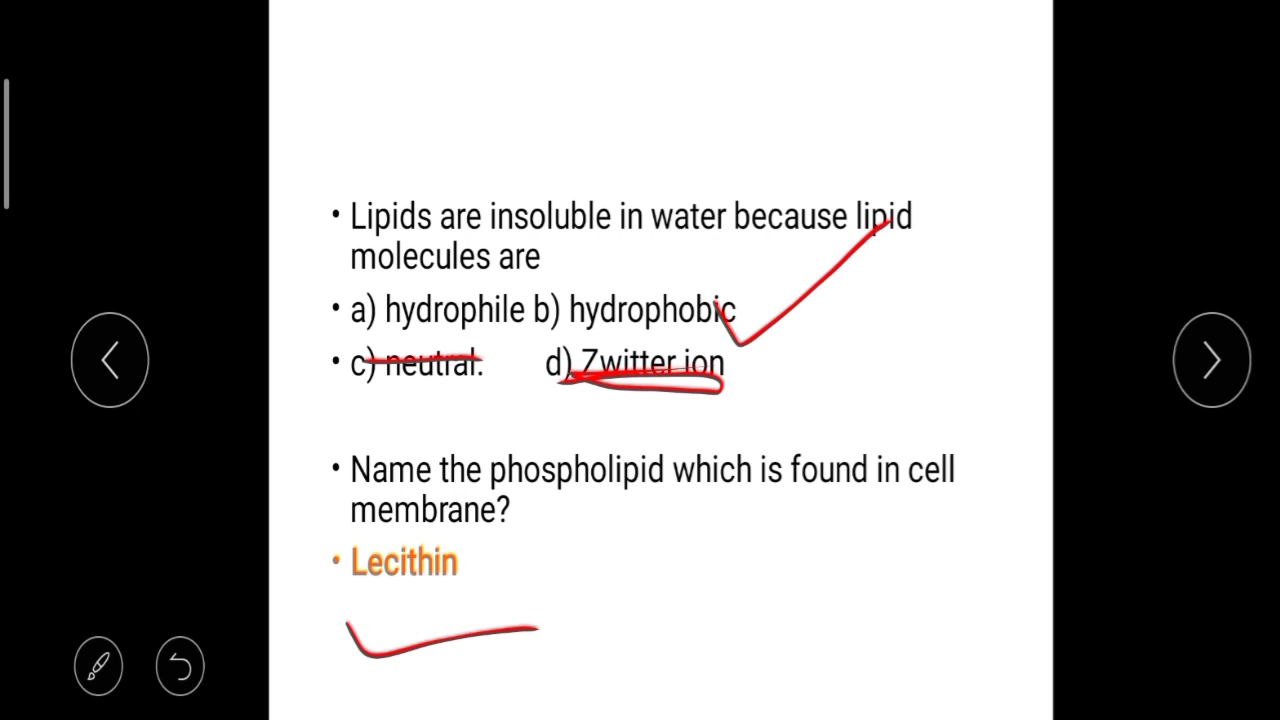 • Lipids are insoluble in water because lipid
molecules are
• a) hydrophile b) hydrophobic
• c) neutral. d) Zwitter ion
• Name the phospholipid which is found in cell
membrane?
• Lecithin